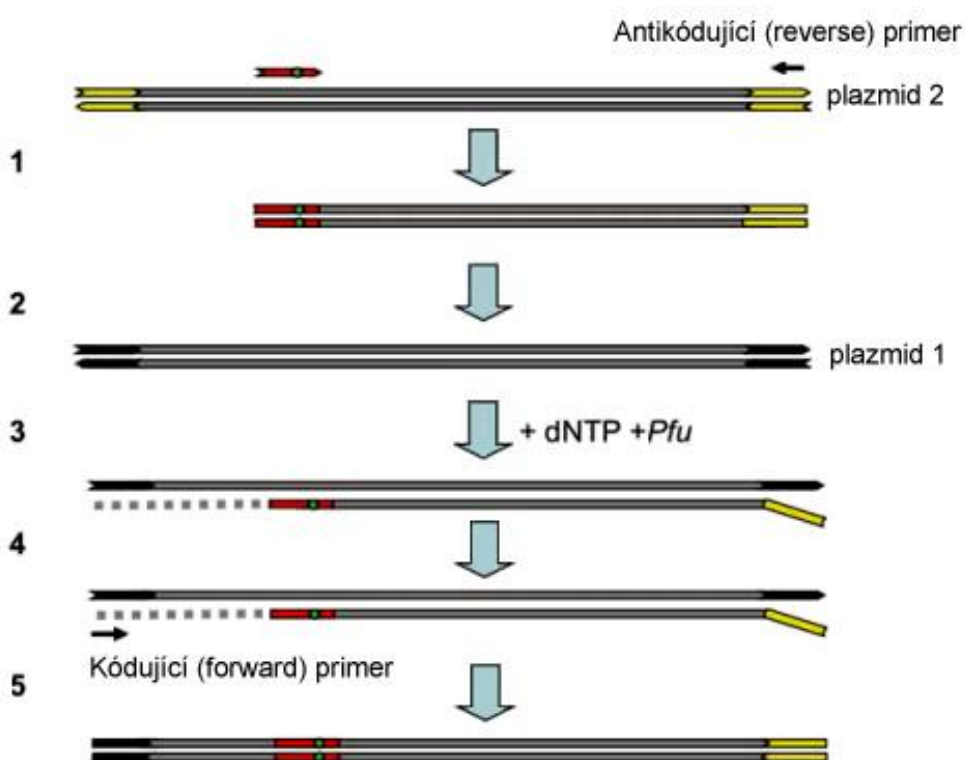 Antikódující (reverse) primer
plazmid 2
1
2
plazmid 1
3
+ dNTP +Pfu
4
Kódující (forward) primer
5